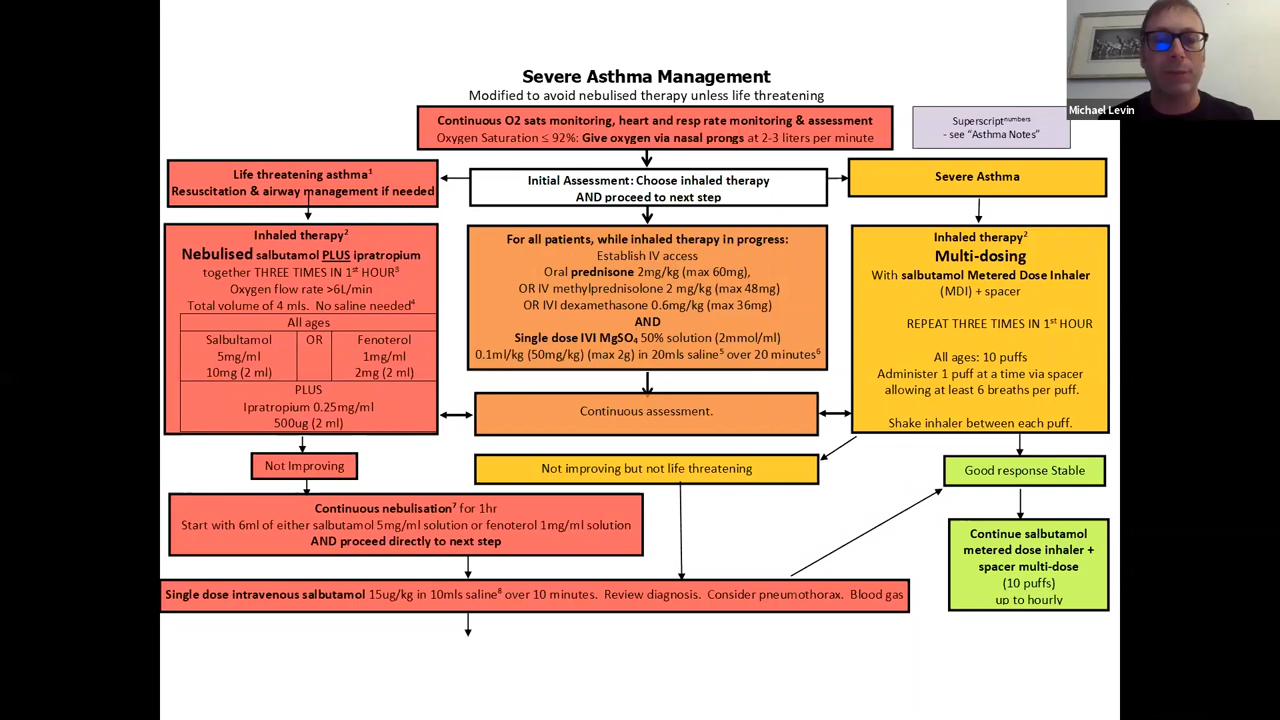 Severe Asthma Management
Modified to avoid nebulised therapy unless life threatening
Continuous O2 sats monitoring, heart and resp rate monitoring & assessment
Oxygen Saturation ≤ 92%: Give oxygen via nasal prongs at 2-3 liters per minute
Superscriptnumbers
- see "Asthma Notes"
Michael Levin
Life threatening asthma1
Resuscitation & airway management if needed
Initial Assessment: Choose inhaled therapy
AND proceed to next step
Severe Asthma
Inhaled therapy2
Nebulised salbutamol PLUS ipratropium
together THREE TIMES IN 1st HOUR3
Oxygen flow rate >6L/min
Total volume of 4 mls. No saline needed4
All ages
Salbultamol
5mg/ml
10mg (2 ml)
OR
Fenoterol
1mg/ml
2mg (2 ml)
PLUS
Ipratropium 0.25mg/ml
500ug (2 ml)
For all patients, while inhaled therapy in progress:
Establish IV access
Oral prednisone 2mg/kg (max 60mg),
OR IV methylprednisolone 2 mg/kg (max 48mg)
OR IVI dexamethasone 0.6mg/kg (max 36mg)
AND
Single dose IVI MgSO4 50% solution (2mmol/ml)
0.1ml/kg (50mg/kg) (max 2g) in 20mls saline5 over 20 minutes6
Inhaled therapy2
Multi-dosing
With salbutamol Metered Dose Inhaler
(MDI) + spacer
REPEAT THREE TIMES IN 1st HOUR
All ages: 10 puffs
Administer 1 puff at a time via spacer
allowing at least 6 breaths per puff.
Shake inhaler between each puff.
Continuous assessment.
Not Improving
Not improving but not life threatening
Good response Stable
Continuous nebulisation7 for 1hr
Start with 6ml of either salbutamol 5mg/ml solution or fenoterol 1mg/ml solution
AND proceed directly to next step
Continue salbutamol
metered dose inhaler +
spacer multi-dose
(10 puffs)
up to hourly
Single dose intravenous salbutamol 15ug/kg in 10mls saline8 over 10 minutes. Review diagnosis. Consider pneumothorax. Blood gas